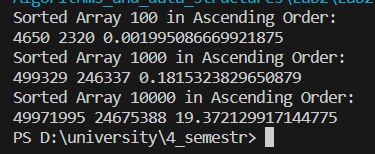 Sorted Array 100 in Ascending Order:
4650 2320 0.001995086669921875
Sorted Array 1000 in Ascending Order:
499329 246337 0.1815323829650879
Sorted Array 10000 in Ascending Order:
49971995 24675388 19.372129917144775
PS D:\university\4_semestr>